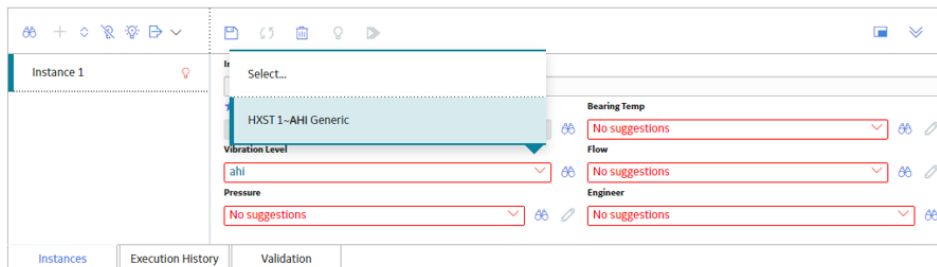 Instance 1
In
Select...
HXST 1~AHI Generic
Bearing Temp
No suggestions
Vibration Level
Flow
ahi
No suggestions
Pressure
Engineer
No suggestions
No suggestions
Instances
Execution History
Validation